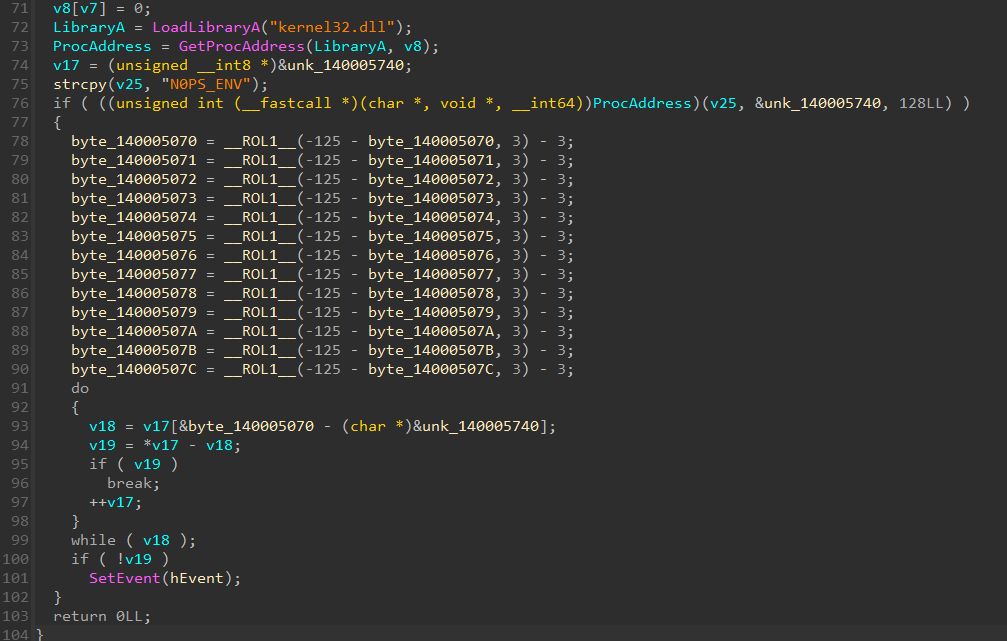 71 v8[v7] = 0;
72 LibraryA = LoadLibraryA("kernel32.dll");
73 ProcAddress = GetProcAddress(LibraryA, v8);
74 v17 = (unsigned __int8 *)&unk_140005740;
75 strcpy(v25, "N0PS_ENV");
76 if ( ((unsigned int (__fastcall *)(char *, void *, __int64))ProcAddress)(v25, &unk_140005740, 128LL) )
77 {
78 byte_140005070 = __ROL1__(-125 - byte_140005070, 3) - 3;
79 byte_140005071 = __ROL1__(-125 - byte_140005071, 3) - 3;
80 byte_140005072 = __ROL1__(-125 - byte_140005072, 3) - 3;
81 byte_140005073 = __ROL1__(-125 - byte_140005073, 3) - 3;
82 byte_140005074 = __ROL1__(-125 - byte_140005074, 3) - 3;
83 byte_140005075 = __ROL1__(-125 - byte_140005075, 3) - 3;
84 byte_140005076 = __ROL1__(-125 - byte_140005076, 3) - 3;
85 byte_140005077 = __ROL1__(-125 - byte_140005077, 3) - 3;
86 byte_140005078 = __ROL1__(-125 - byte_140005078, 3) - 3;
87 byte_140005079 = __ROL1__(-125 - byte_140005079, 3) - 3;
88 byte_14000507A = __ROL1__(-125 - byte_14000507A, 3) - 3;
89 byte_14000507B = __ROL1__(-125 - byte_14000507B, 3) - 3;
90 byte_14000507C = __ROL1__(-125 - byte_14000507C, 3) - 3;
91 do
92 {
93 v18 = v17[&byte_140005070 - (char *)&unk_140005740];
94 v19 = *v17 - v18;
95 if ( v19 )
96 break;
97 ++v17;
98 }
99 while ( v18 );
100 if ( !v19 )
101 SetEvent(hEvent);
102 }
103 return 0LL;
104 }